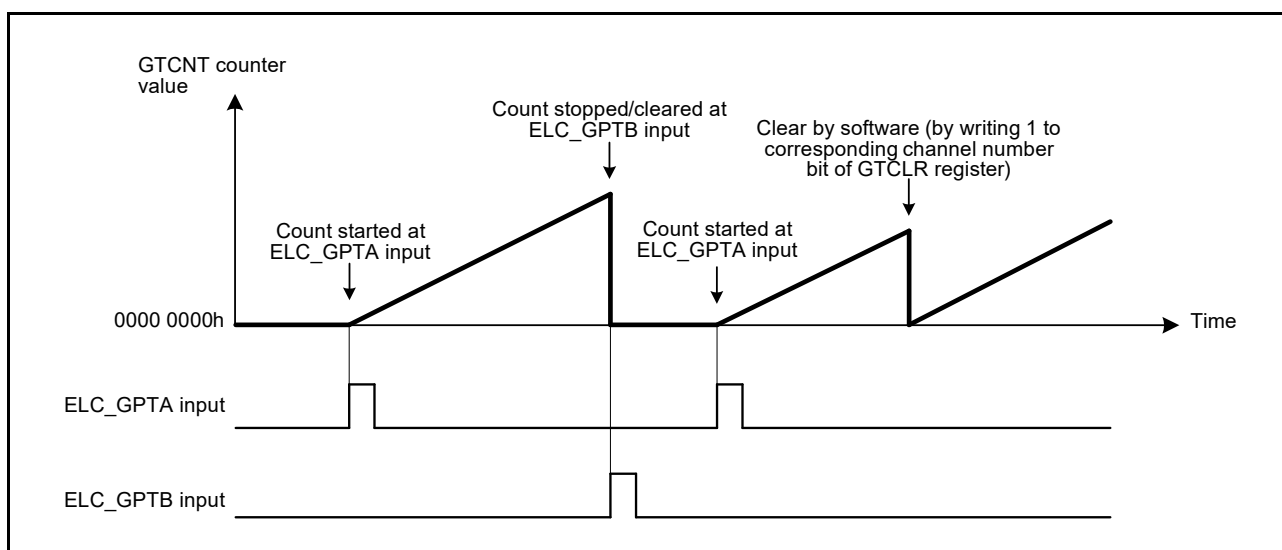 GTCNT counter
value
Count stopped/cleared at
ELC_GPTB input
Clear by software (by writing 1 to
corresponding channel number
bit of GTCLR register)
Count started at
ELC_GPTA input
Count started at
ELC_GPTA input
0000 0000h
Time
ELC_GPTA input
ELC_GPTB input